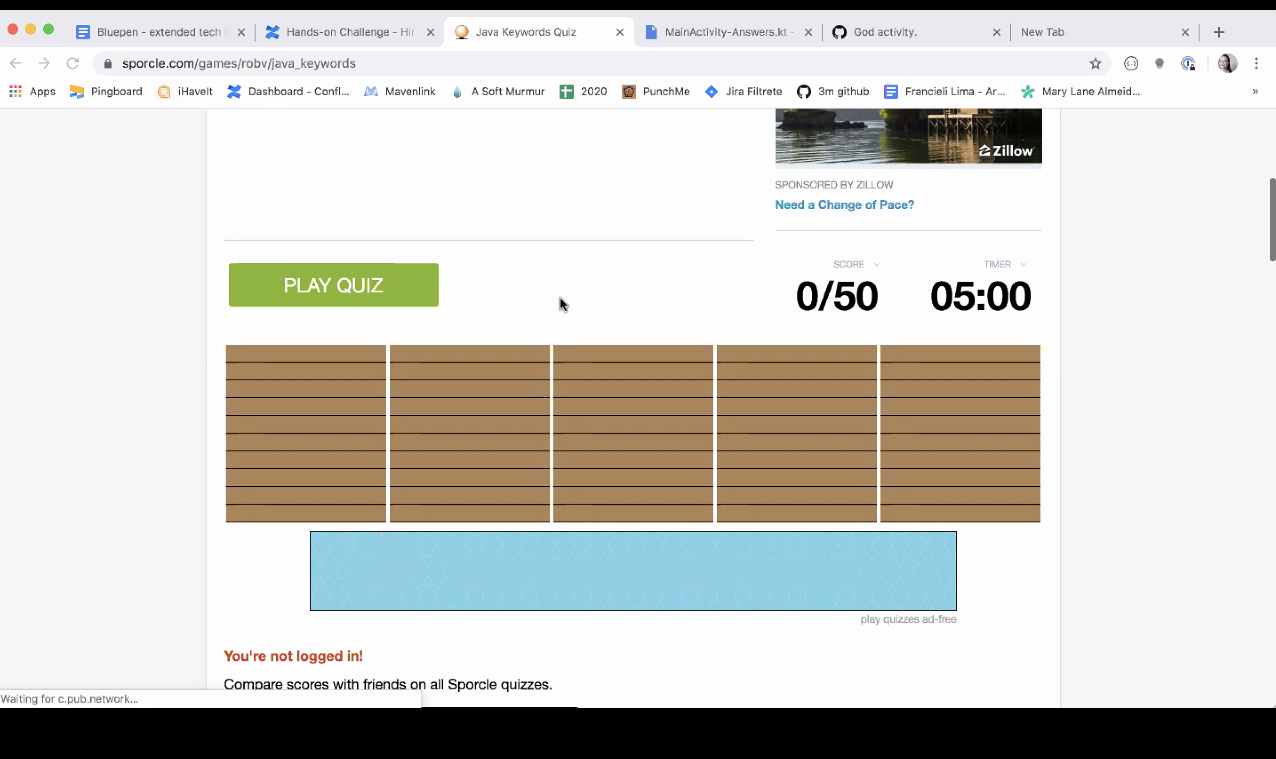 Bluepen - extended tech
Hands-on Challenge - Hir
Java Keywords Quiz
MainActivity-Answers.kt -
God activity.
New Tab
sporcle.com/games/robv/java_keywords
Apps Pingboard iHaveIt Dashboard - Confl... Mavenlink A Soft Murmur 2020 PunchMe Jira Filtrete 3m github Francieli Lima - Ar... Mary Lane Almeid... »
Zillow
SPONSORED BY ZILLOW
Need a Change of Pace?
PLAY QUIZ
SCORE TIMER
0/50 05:00
play quizzes ad-free
You're not logged in!
Compare scores with friends on all Sporcle quizzes.
Waiting for c.pub.network...